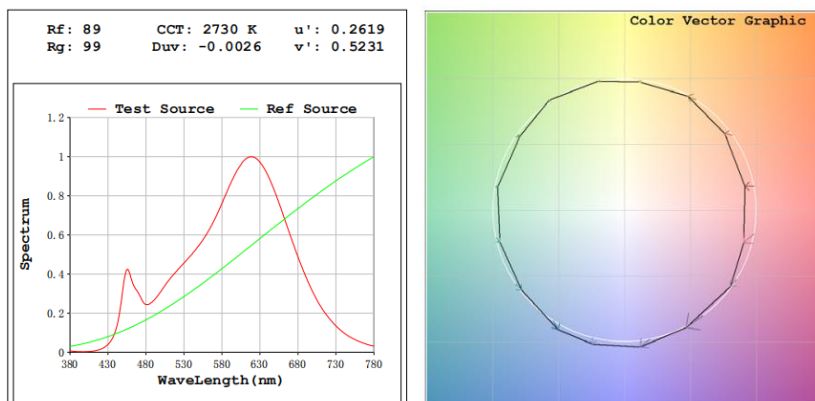 Rf: 89 CCT: 2730 K u': 0.2619
Rg: 99 Duv: -0.0026 v': 0.5231
Color Vector Graphic
Test Source Ref Source
1.2
1
0.8
0.6
0.4
0.2
0
Spectrum
380 430 480 530 580 630 680 730 780
WaveLength(nm)